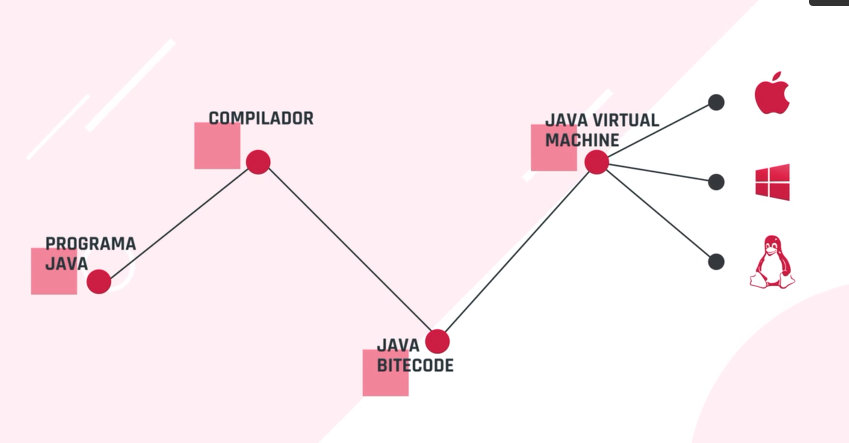 PROGRAMA
JAVA
COMPILADOR
JAVA
BITECODE
JAVA VIRTUAL
MACHINE